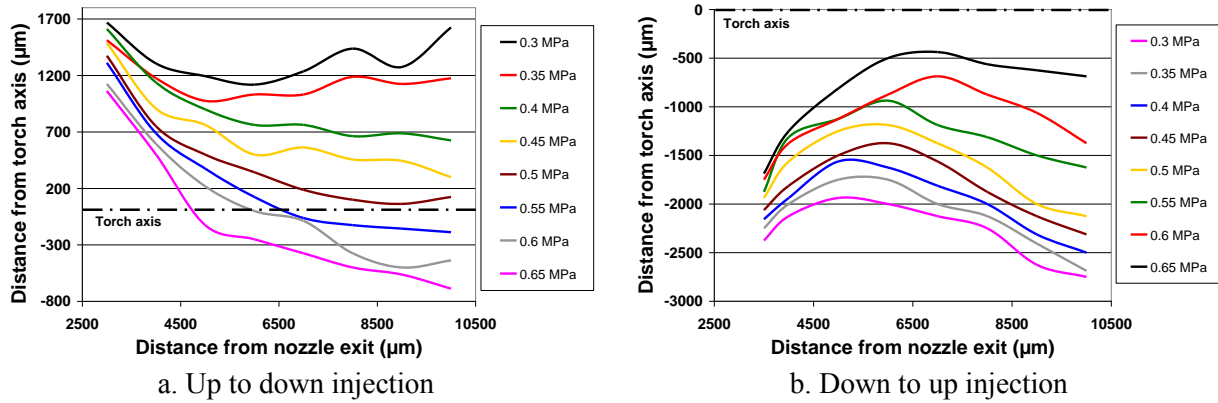 Distance from torch axis (µm)
1700
1200
700
200
-300
-800
Torch axis
2500
4500
6500
8500
10500
Distance from nozzle exit (µm)
0.3 MPa
0.35 MPa
0.4 MPa
0.45 MPa
0.5 MPa
0.55 MPa
0.6 MPa
0.65 MPa
a. Up to down injection
Distance from torch axis (µm)
0
-500
-1000
-1500
-2000
-2500
-3000
Torch axis
2500
4500
6500
8500
10500
Distance from nozzle exit (µm)
0.3 MPa
0.35 MPa
0.4 MPa
0.45 MPa
0.5 MPa
0.55 MPa
0.6 MPa
0.65 MPa
b. Down to up injection